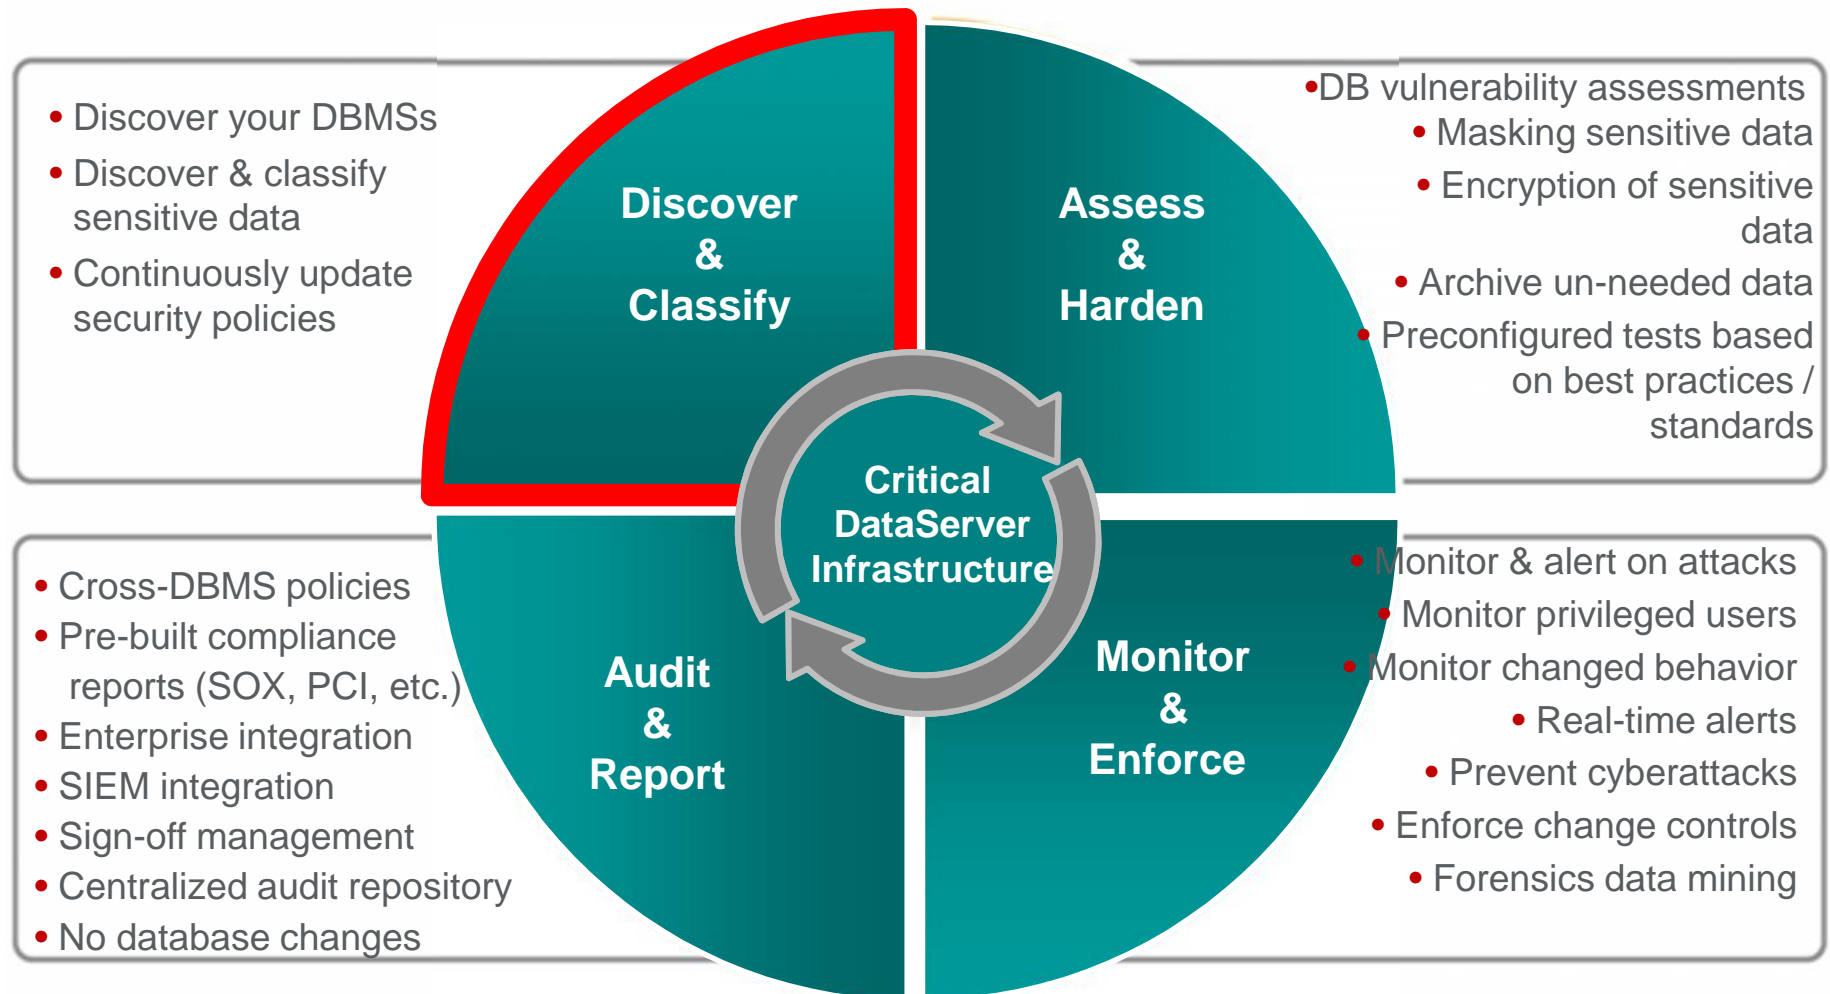 • Discover your DBMSs
• Discover & classify
sensitive data
• Continuously update
security policies
Discover
&
Classify
Assess
&
Harden
•DB vulnerability assessments
• Masking sensitive data
• Encryption of sensitive
data
• Archive un-needed data
• Preconfigured tests based
on best practices /
standards
Critical
DataServer
Infrastructure
• Cross-DBMS policies
• Pre-built compliance
reports (SOX, PCI, etc.)
• Enterprise integration
• SIEM integration
• Sign-off management
• Centralized audit repository
• No database changes
Audit
&
Report
Monitor
&
Enforce
• Monitor & alert on attacks
• Monitor privileged users
• Monitor changed behavior
• Real-time alerts
• Prevent cyberattacks
• Enforce change controls
• Forensics data mining